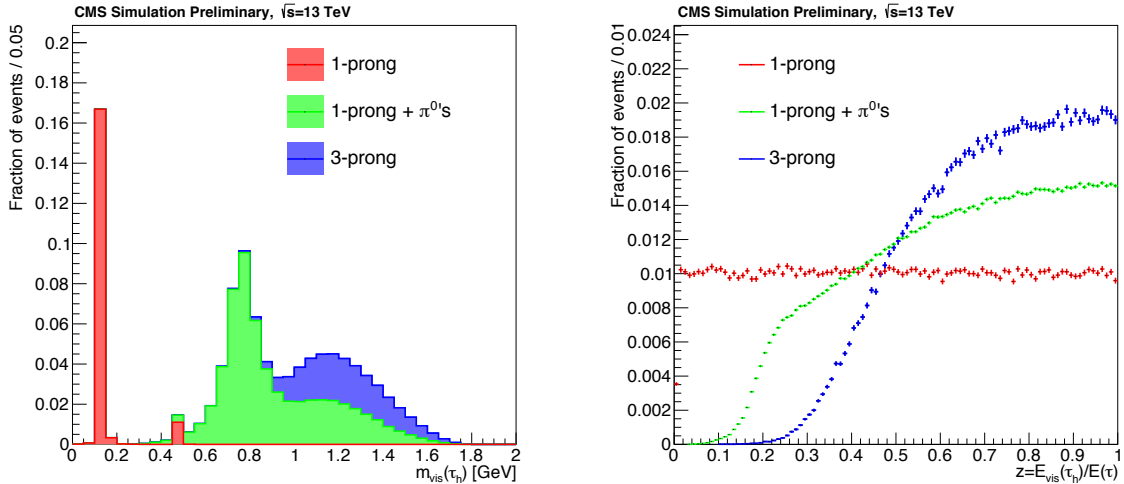 CMS Simulation Preliminary, √s=13 TeV
Fraction of events / 0.05
0.2
0.18
0.16
0.14
0.12
0.1
0.08
0.06
0.04
0.02
0
1-prong
1-prong + π⁰'s
3-prong
0 0.2 0.4 0.6 0.8 1 1.2 1.4 1.6 1.8 2
m_vis(τ_h) [GeV]
CMS Simulation Preliminary, √s=13 TeV
Fraction of events / 0.01
0.024
0.022
0.02
0.018
0.016
0.014
0.012
0.01
0.008
0.006
0.004
0.002
0
1-prong
1-prong + π⁰'s
3-prong
0 0.1 0.2 0.3 0.4 0.5 0.6 0.7 0.8 0.9 1
z=E_vis(τ_h)/E(τ)